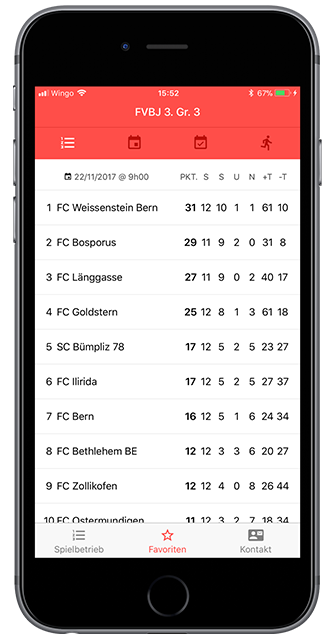 Wingo 15:52 67%
FVBJ 3. Gr. 3
22/11/2017 @ 9h00 PKT. S S U N +T -T
1 FC Weissenstein Bern 31 12 10 1 1 61 10
2 FC Bosporus 29 11 9 2 0 31 8
3 FC Länggasse 27 11 9 0 2 40 17
4 FC Goldstern 25 12 8 1 3 61 18
5 SC Bümpliz 78 17 12 5 2 5 23 27
6 FC Ilirida 17 12 5 2 5 27 37
7 FC Bern 16 12 5 1 6 24 34
8 FC Bethlehem BE 12 12 3 3 6 20 27
9 FC Zollikofen 12 12 4 0 8 26 44
10 FC Ostermundigen 11 12 3 2 7 18 34
Spielbetrieb Favoriten Kontakt